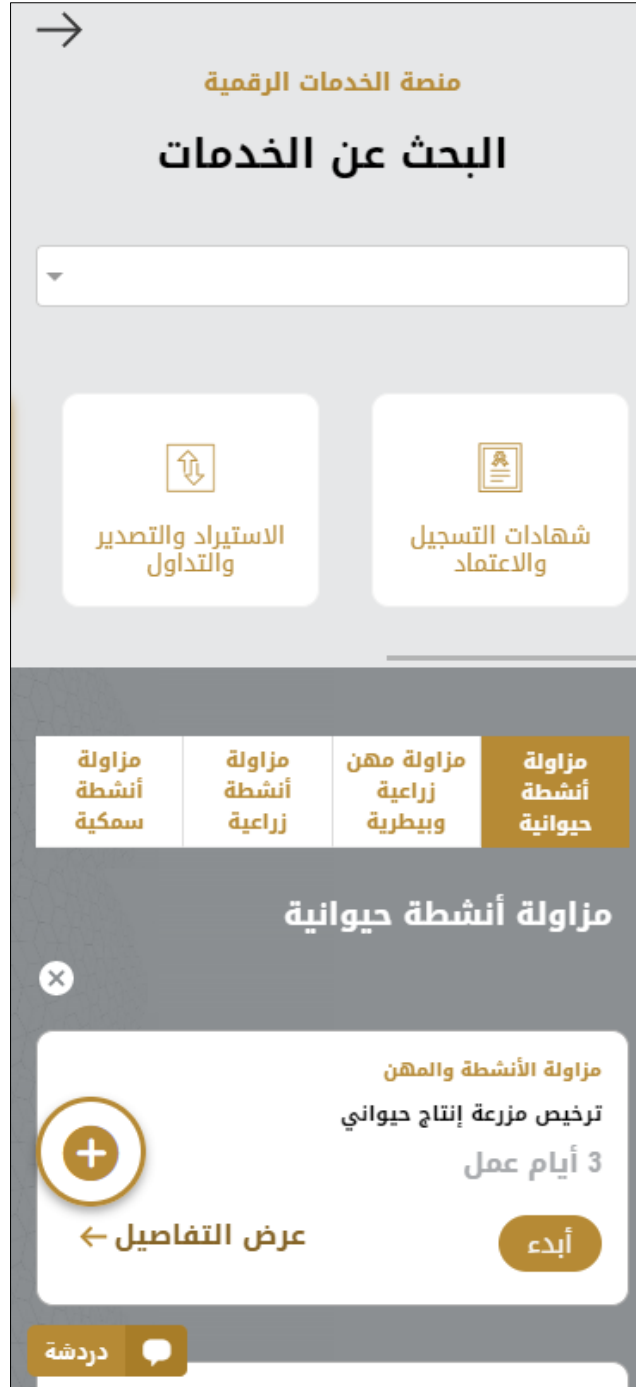 منصة الخدمات الرقمية
البحث عن الخدمات
شهادات التسجيل
والاعتماد
الاستيراد والتصدير
والتداول
مزاولة
أنشطة
حيوانية
مزاولة مهن
زراعية
وبيطرية
مزاولة
أنشطة
زراعية
مزاولة
أنشطة
سمكية
مزاولة أنشطة حيوانية
مزاولة الأنشطة والمهن
ترخيص مزرعة إنتاج حيواني
3 أيام عمل
أبدء
عرض التفاصيل
دردشة